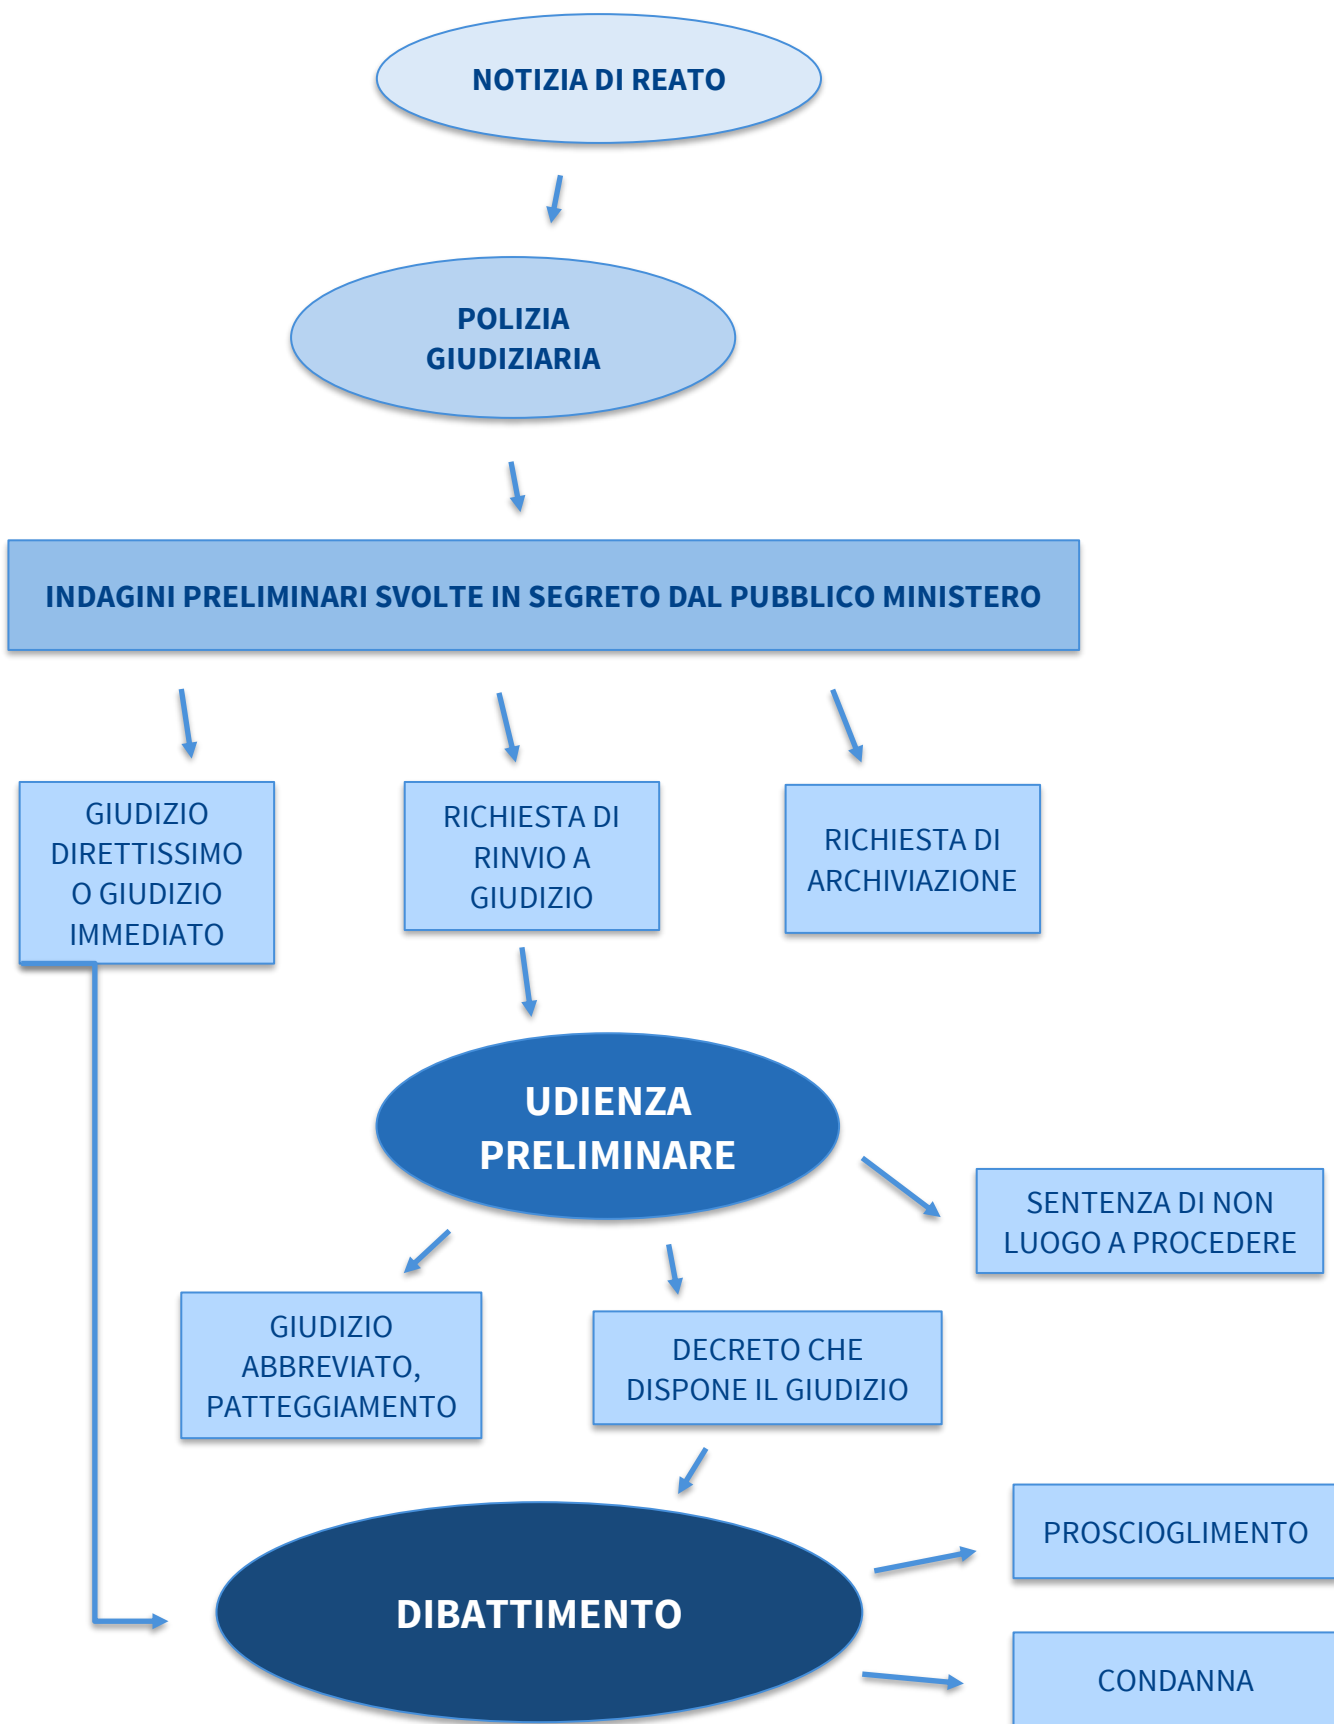 NOTIZIA DI REATO
POLIZIA
GIUDIZIARIA
INDAGINI PRELIMINARI SVOLTE IN SEGRETO DAL PUBBLICO MINISTERO
GIUDIZIO
DIRETTISSIMO
O GIUDIZIO
IMMEDIATO
RICHIESTA DI
RINVIO A
GIUDIZIO
RICHIESTA DI
ARCHIVIAZIONE
UDIENZA
PRELIMINARE
SENTENZA DI NON
LUOGO A PROCEDERE
GIUDIZIO
ABBREVIATO,
PATTEGGIAMENTO
DECRETO CHE
DISPONE IL GIUDIZIO
DIBATTIMENTO
PROSCIOGLIMENTO
CONDANNA